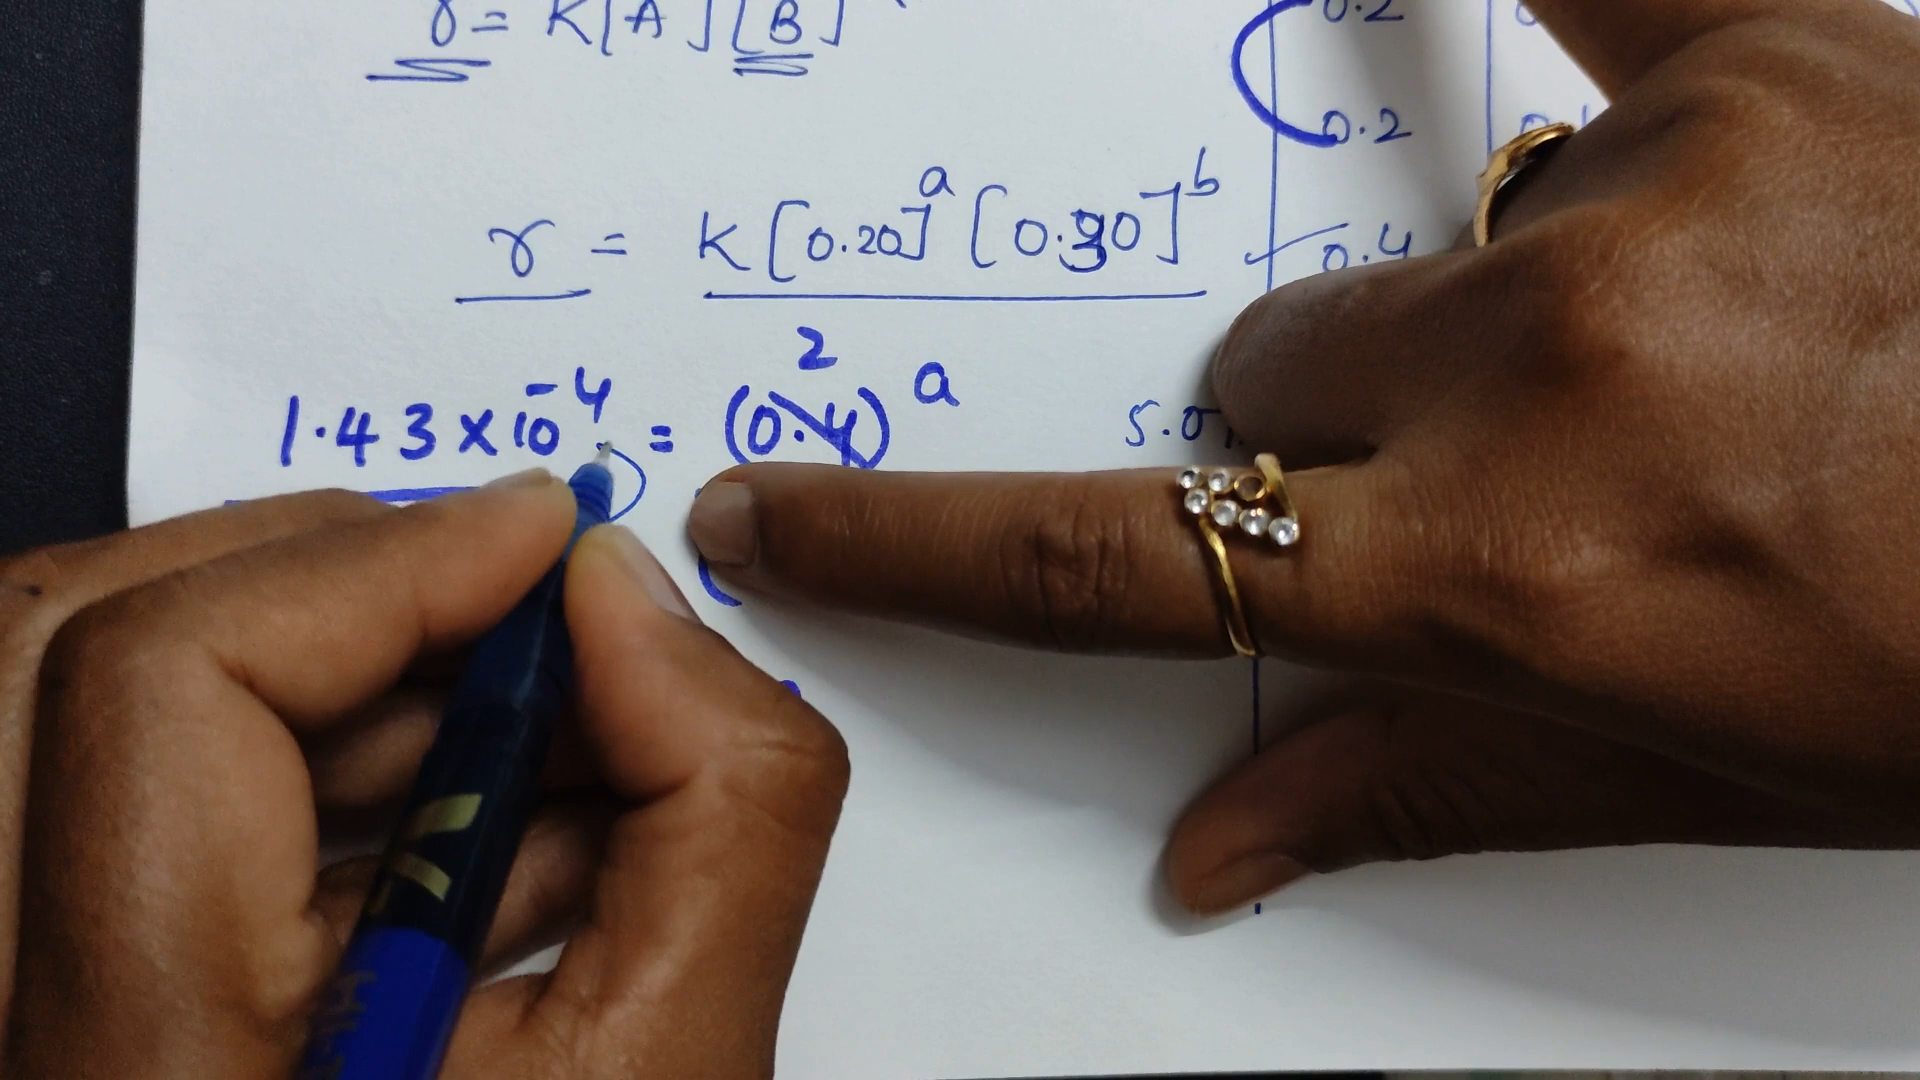 r = K[A][B]
0.2
0.2
r = K[0.20]^a [0.30]^b
0.4
2
1.43 x 10^-4 = (0.4)^a
5.0